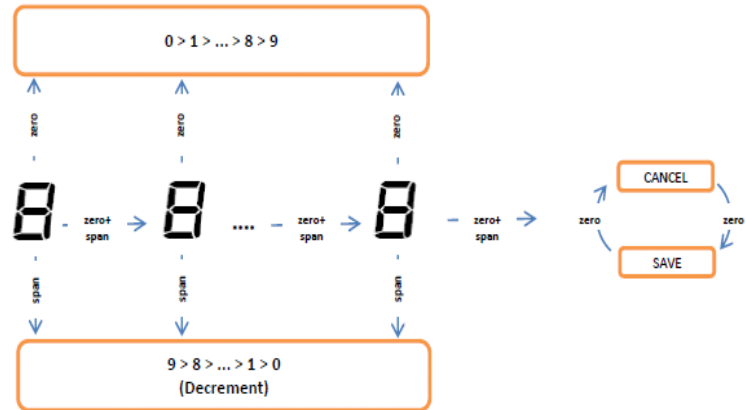 0 > 1 > ... > 8 > 9
zero
zero
zero
zero+
span
....
zero+
span
zero+
span
CANCEL
zero
zero
SAVE
span
span
span
9 > 8 > ... > 1 > 0
(Decrement)